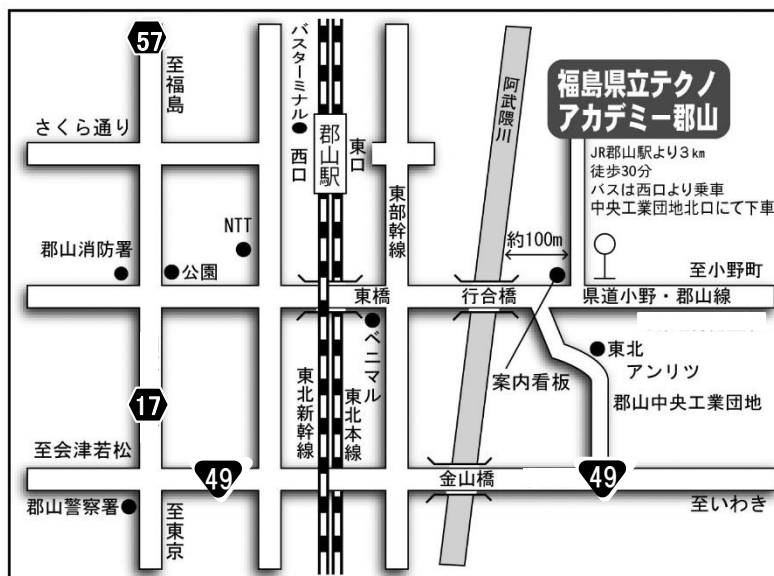 57
至福島
さくら通り
バスターミナル
西口
郡山駅
東口
東部幹線
阿武隈川
福島県立テクノ
アカデミー郡山
JR郡山駅より3㎞
徒歩30分
バスは西口より乗車
中央工業団地北口にて下車
約100m
NTT
郡山消防署
公園
至小野町
東橋
行合橋
県道小野・郡山線
ベニマル
案内看板
東北
アンリツ
郡山中央工業団地
17
東北新幹線
東北本線
至会津若松
49
金山橋
49
郡山警察署
至東京
至いわき